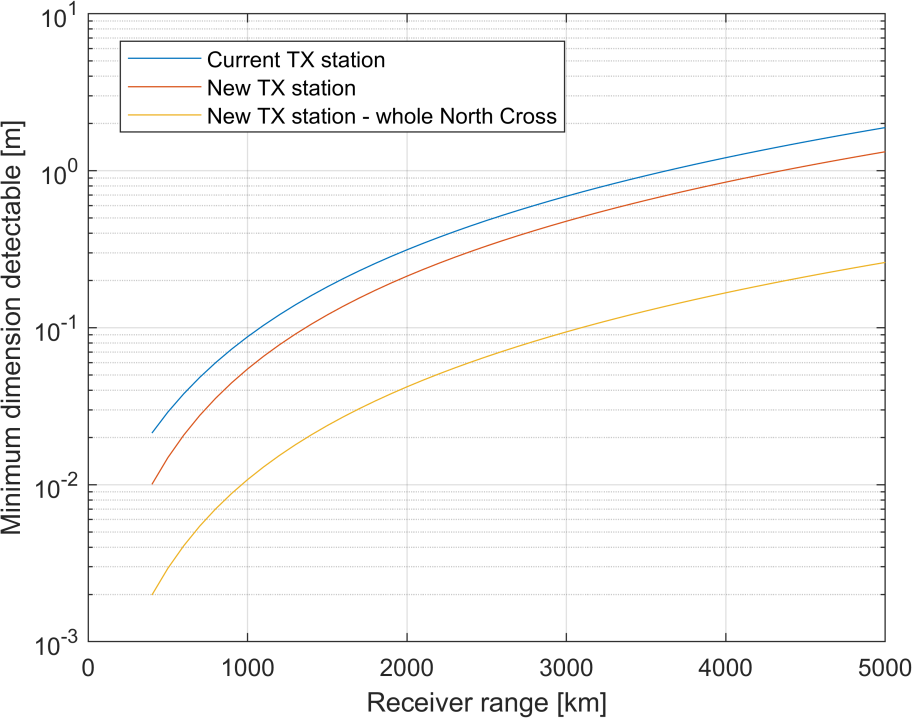 10^1
Current TX station
New TX station
New TX station - whole North Cross
10^0
10^-1
10^-2
10^-3
Minimum dimension detectable [m]
0 1000 2000 3000 4000 5000
Receiver range [km]